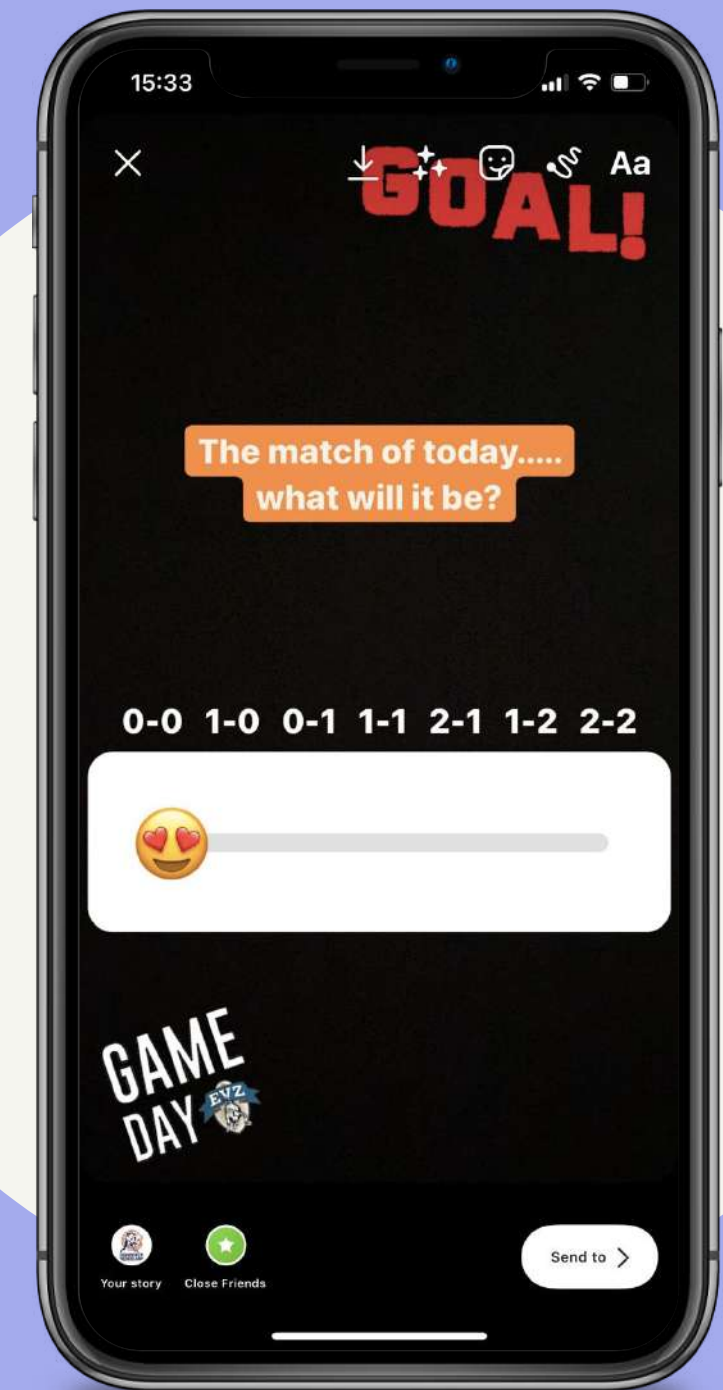 15:33
Aa
GOAL!
The match of today.....
what will it be?
0-0 1-0 0-1 1-1 2-1 1-2 2-2
GAME
DAY
EVZ
Your story Close Friends
Send to